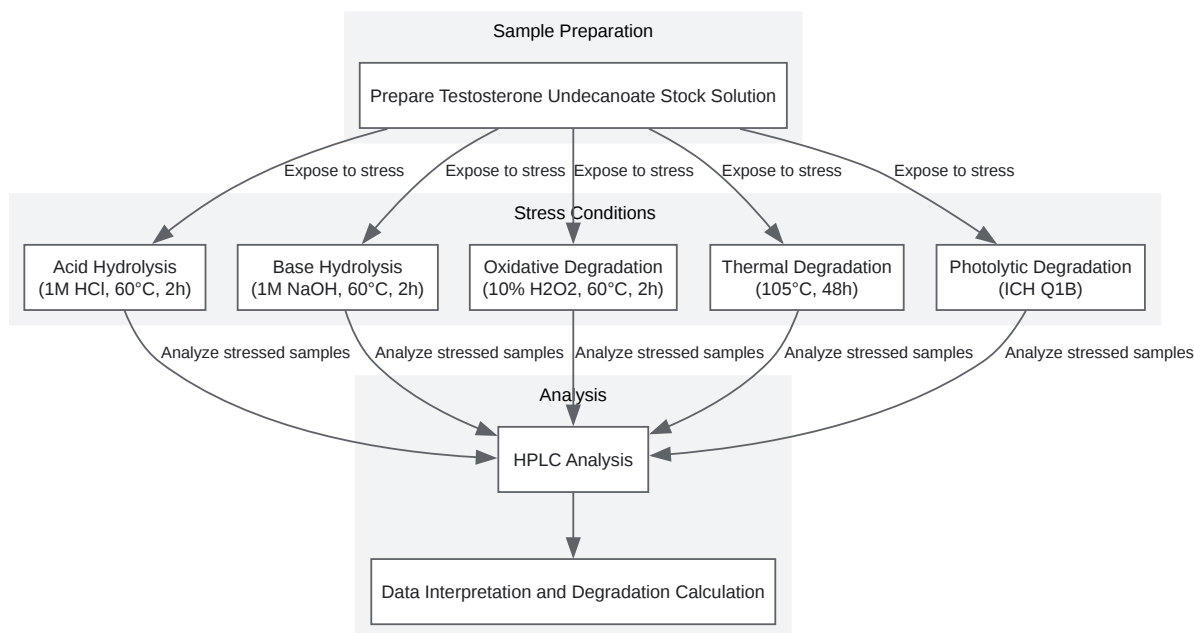 Sample Preparation
Prepare Testosterone Undecanoate Stock Solution
Expose to stress
Expose to stress
Expose to stress
Expose to stress
Expose to stress
Stress Conditions
Acid Hydrolysis
(1M HCl, 60°C, 2h)
Base Hydrolysis
(1M NaOH, 60°C, 2h)
Oxidative Degradation
(10% H2O2, 60°C, 2h)
Thermal Degradation
(105°C, 48h)
Photolytic Degradation
(ICH Q1B)
Analyze stressed samples
Analyze stressed samples
Analyze stressed samples
Analyze stressed samples
Analyze stressed samples
Analysis
HPLC Analysis
Data Interpretation and Degradation Calculation